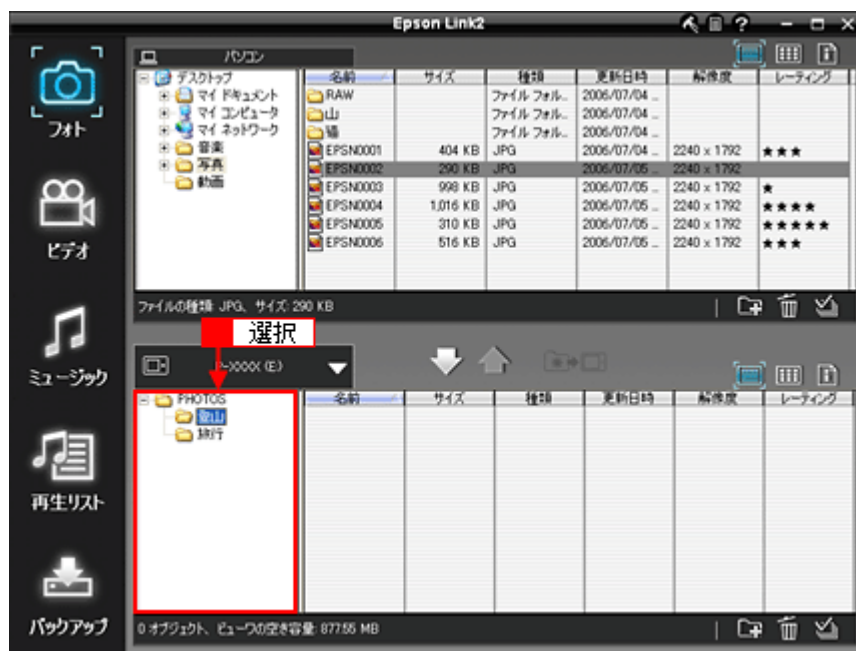 Epson Link2
?
フォト
ビデオ
ミュージック
再生リスト
バックアップ
パソコン
デスクトップ
マイ ドキュメント
マイ コンピュータ
マイ ネットワーク
音楽
写真
動画
名前 サイズ 種類 更新日時 解像度 レーティング
RAW ファイル フォル... 2006/07/04 ...
山 ファイル フォル... 2006/07/04 ...
猫 ファイル フォル... 2006/07/04 ...
EPSN0001 404 KB JPG 2006/07/04 ... 2240 x 1792 ★★★
EPSN0002 290 KB JPG 2006/07/05 ... 2240 x 1792
EPSN0003 998 KB JPG 2006/07/05 ... 2240 x 1792 ★
EPSN0004 1,016 KB JPG 2006/07/05 ... 2240 x 1792 ★★★★
EPSN0005 310 KB JPG 2006/07/05 ... 2240 x 1792 ★★★★★
EPSN0006 516 KB JPG 2006/07/05 ... 2240 x 1792 ★★★
ファイルの種類: JPG、サイズ: 290 KB
選択
-XXXX (E)
PHOTOS
登山
旅行
名前 サイズ 種類 更新日時 解像度 レーティング
0 オブジェクト、ビューワの空き容量: 877.55 MB